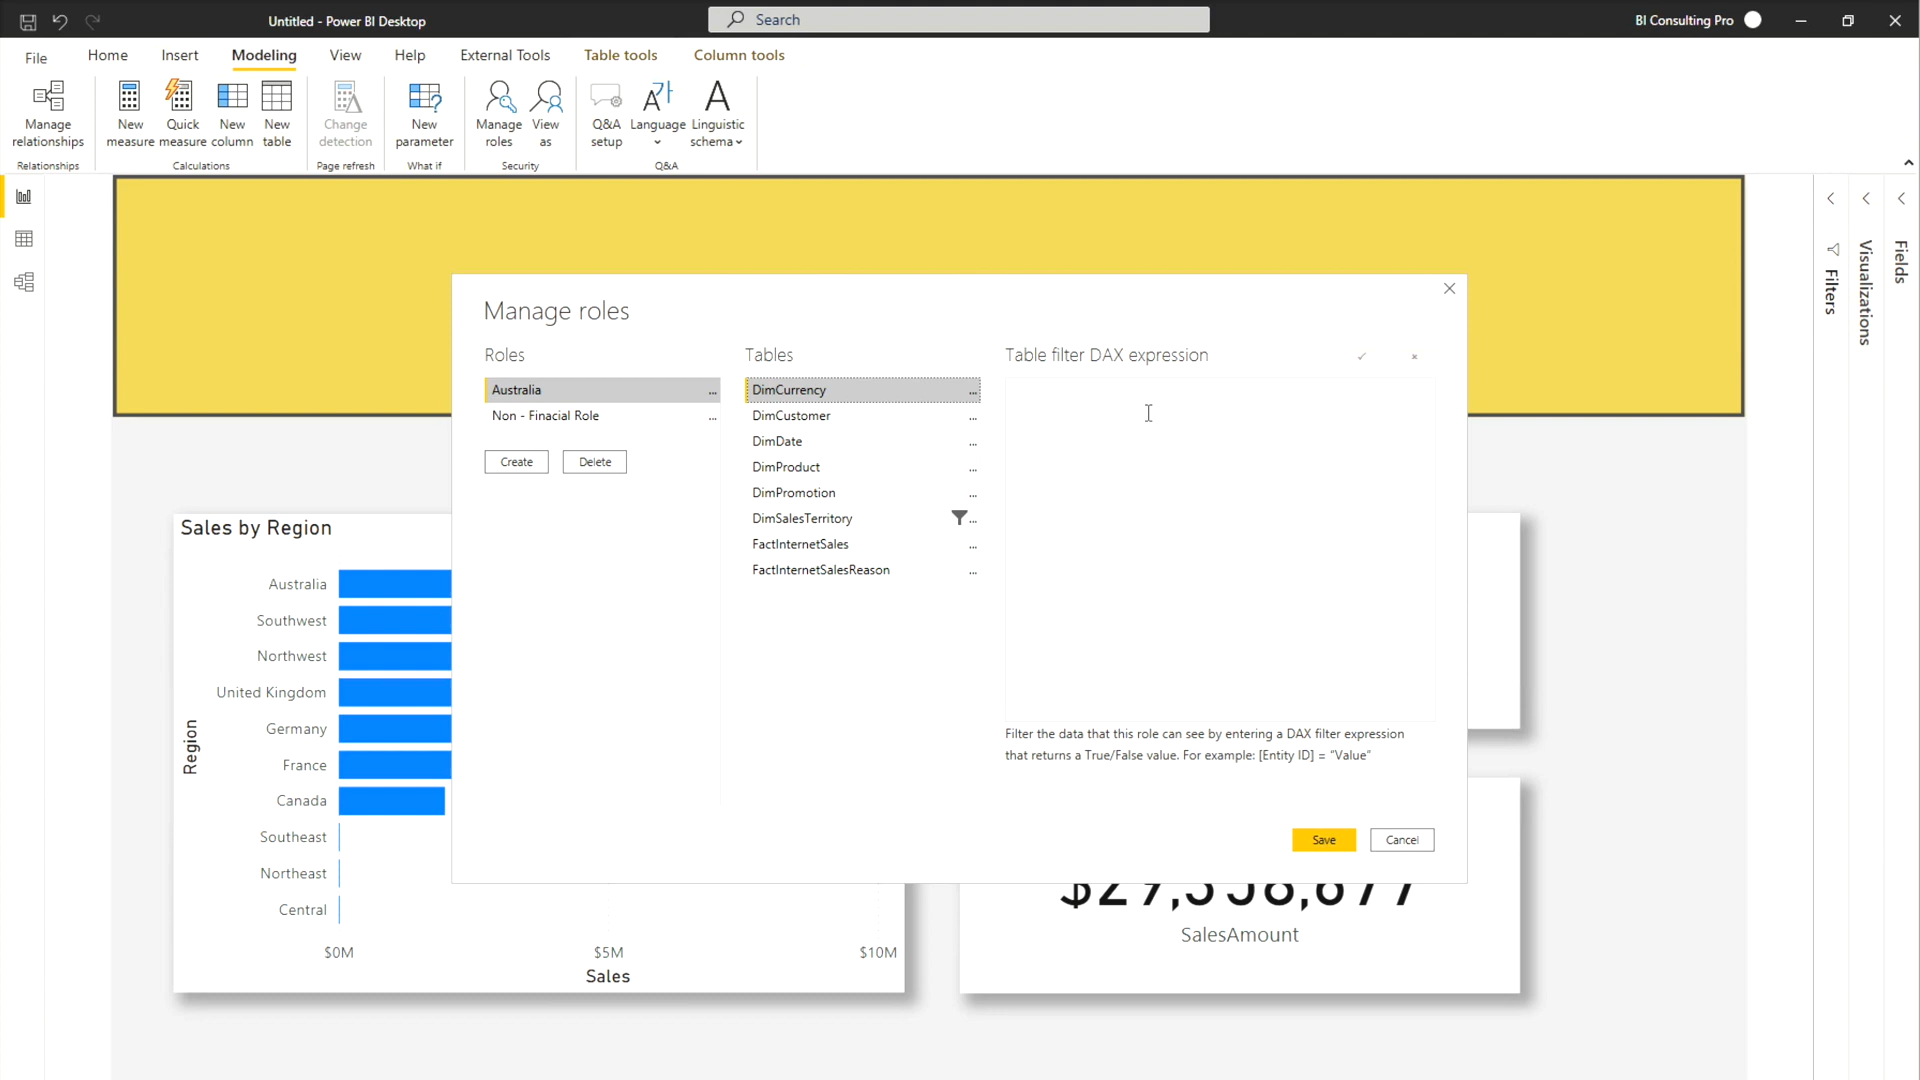 Untitled - Power BI Desktop
Search
BI Consulting Pro
File
Home
Insert
Modeling
View
Help
External Tools
Table tools
Column tools
Manage relationships
New measure
Quick measure
New column
New table
Change detection
New parameter
Manage roles
View as
Q&A setup
Language
Linguistic schema
Relationships
Calculations
Page refresh
What if
Security
Q&A
Filters
Visualizations
Fields
Manage roles
Roles
Australia ...
Non - Finacial Role ...
Create
Delete
Tables
DimCurrency ...
DimCustomer ...
DimDate ...
DimProduct ...
DimPromotion ...
DimSalesTerritory ...
FactInternetSales ...
FactInternetSalesReason ...
Table filter DAX expression
Filter the data that this role can see by entering a DAX filter expression
that returns a True/False value. For example: [Entity ID] = “Value”
Save
Cancel
Sales by Region
Region
Australia
Southwest
Northwest
United Kingdom
Germany
France
Canada
Southeast
Northeast
Central
$0M
$5M
$10M
Sales
SalesAmount